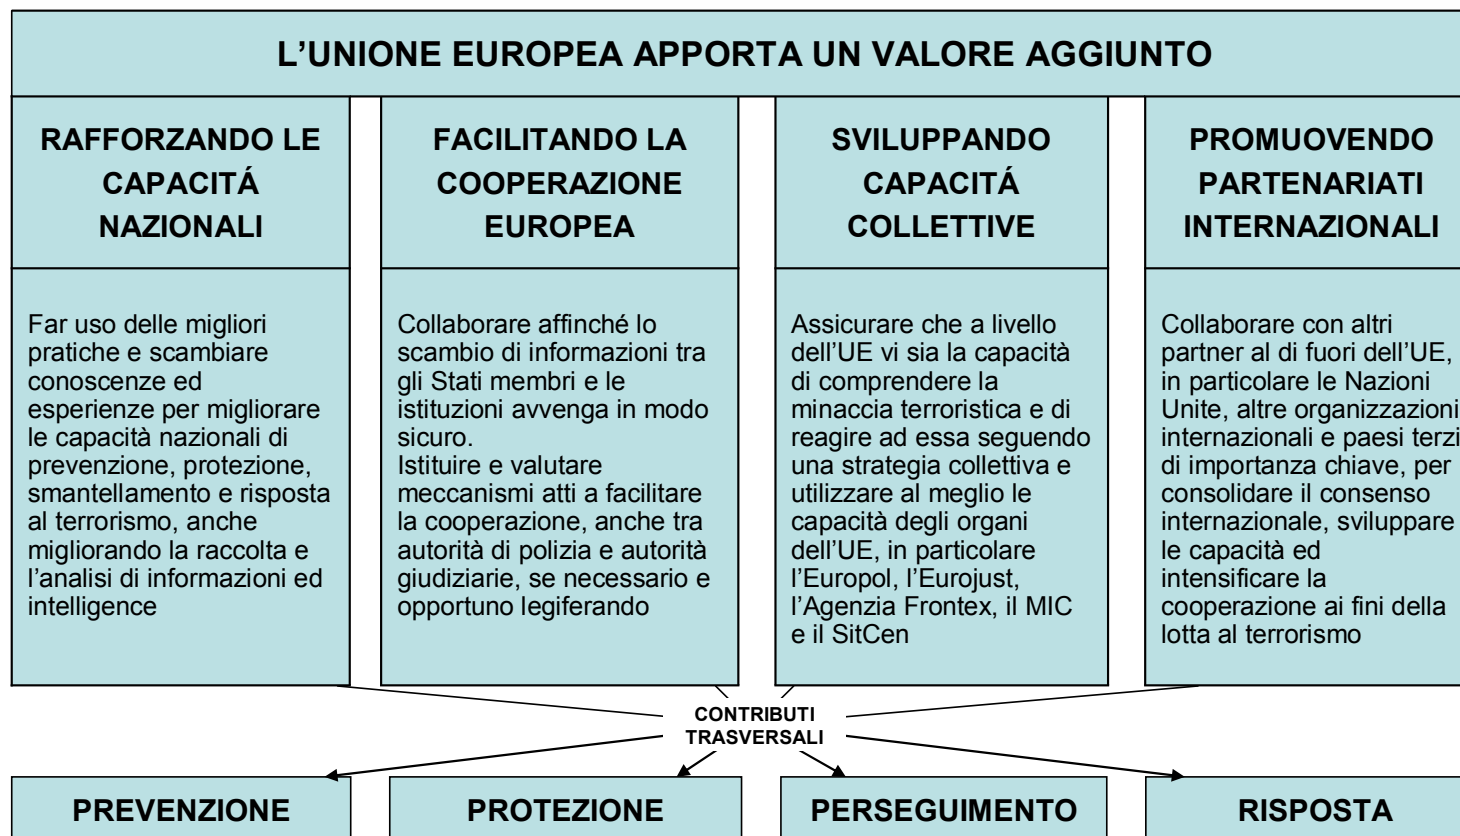 L’UNIONE EUROPEA APPORTA UN VALORE AGGIUNTO
RAFFORZANDO LE
CAPACITÁ
NAZIONALI
FACILITANDO LA
COOPERAZIONE
EUROPEA
SVILUPPANDO
CAPACITÁ
COLLETTIVE
PROMUOVENDO
PARTENARIATI
INTERNAZIONALI
Far uso delle migliori
pratiche e scambiare
conoscenze ed
esperienze per migliorare
le capacità nazionali di
prevenzione, protezione,
smantellamento e risposta
al terrorismo, anche
migliorando la raccolta e
l’analisi di informazioni ed
intelligence
Collaborare affinché lo
scambio di informazioni tra
gli Stati membri e le
istituzioni avvenga in modo
sicuro.
Istituire e valutare
meccanismi atti a facilitare
la cooperazione, anche tra
autorità di polizia e autorità
giudiziarie, se necessario e
opportuno legiferando
Assicurare che a livello
dell’UE vi sia la capacità
di comprendere la
minaccia terroristica e di
reagire ad essa seguendo
una strategia collettiva e
utilizzare al meglio le
capacità degli organi
dell’UE, in particolare
l’Europol, l’Eurojust,
l’Agenzia Frontex, il MIC
e il SitCen
Collaborare con altri
partner al di fuori dell’UE,
in particolare le Nazioni
Unite, altre organizzazioni
internazionali e paesi terzi
di importanza chiave, per
consolidare il consenso
internazionale, sviluppare
le capacità ed
intensificare la
cooperazione ai fini della
lotta al terrorismo
CONTRIBUTI
TRASVERSALI
PREVENZIONE
PROTEZIONE
PERSEGUIMENTO
RISPOSTA